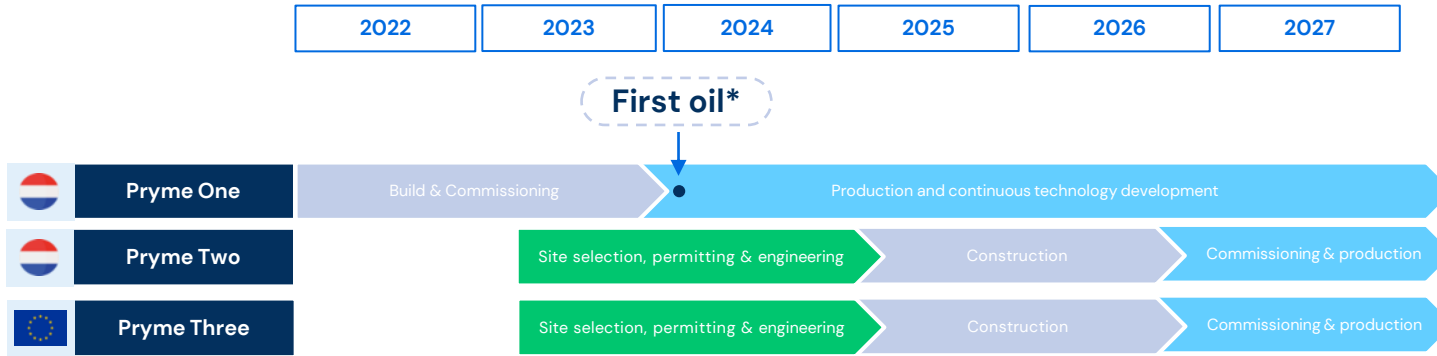 2022 2023 2024 2025 2026 2027
First oil*
Pryme One Build & Commissioning Production and continuous technology development
Pryme Two Site selection, permitting & engineering Construction Commissioning & production
Pryme Three Site selection, permitting & engineering Construction Commissioning & production